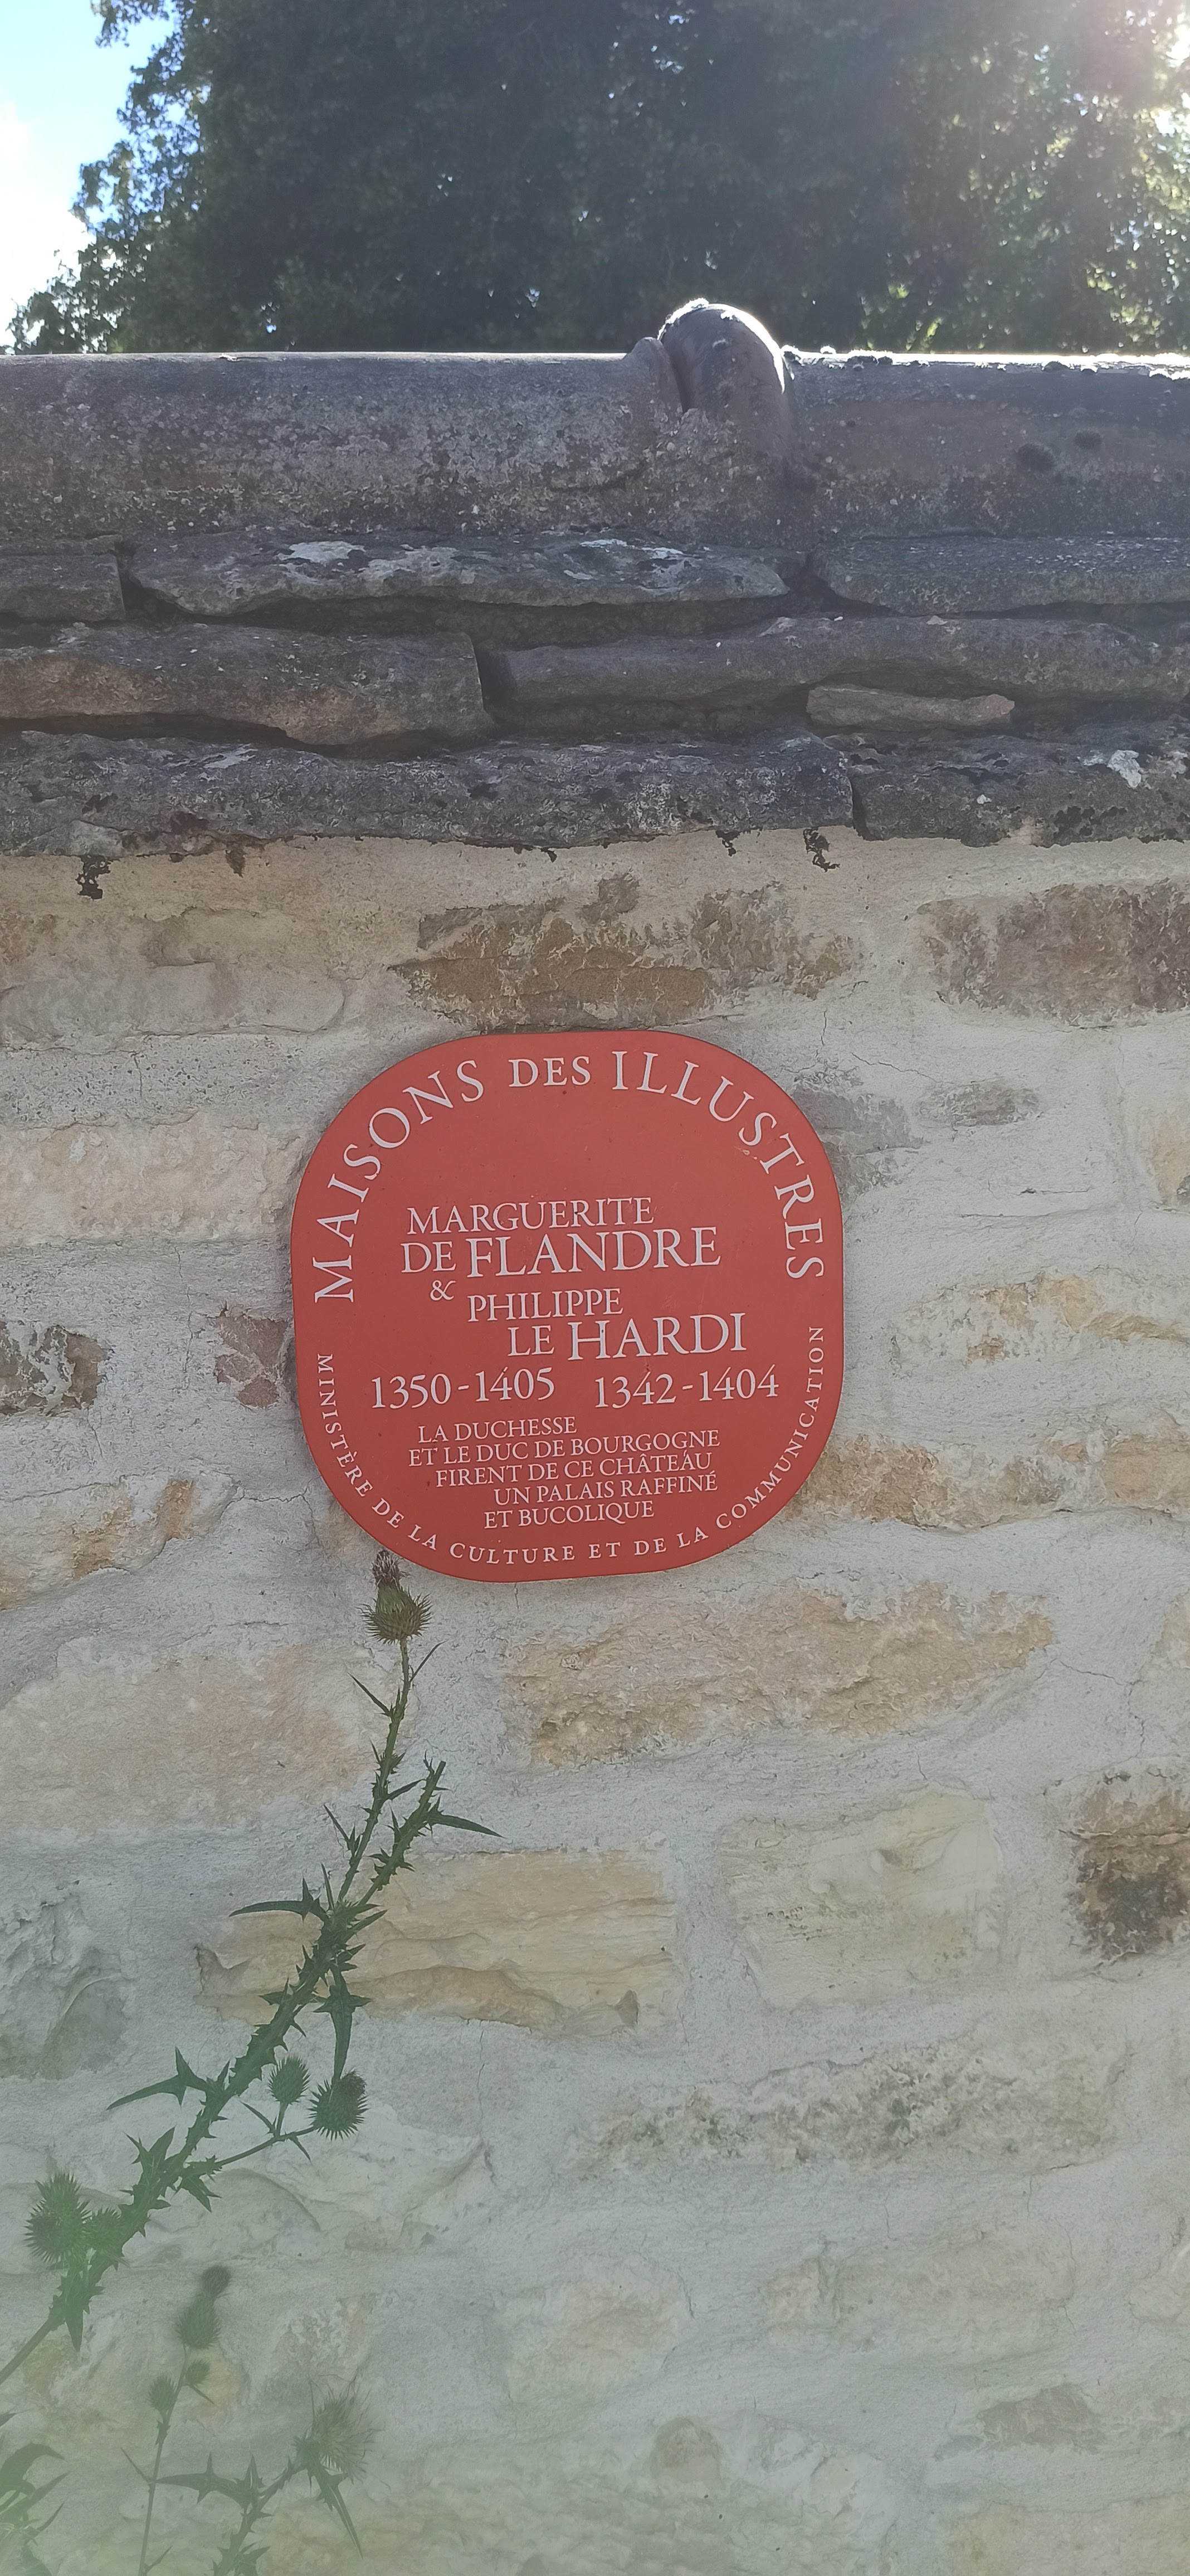 MAISONS DES ILLUSTRES
MARGUERITE
DE FLANDRE
& PHILIPPE
LE HARDI
1350-1405 1342-1404
LA DUCHESSE
ET LE DUC DE BOURGOGNE
FIRENT DE CE CHÂTEAU
UN PALAIS RAFFINÉ
ET BUCOLIQUE
MINISTÈRE DE LA CULTURE ET DE LA COMMUNICATION